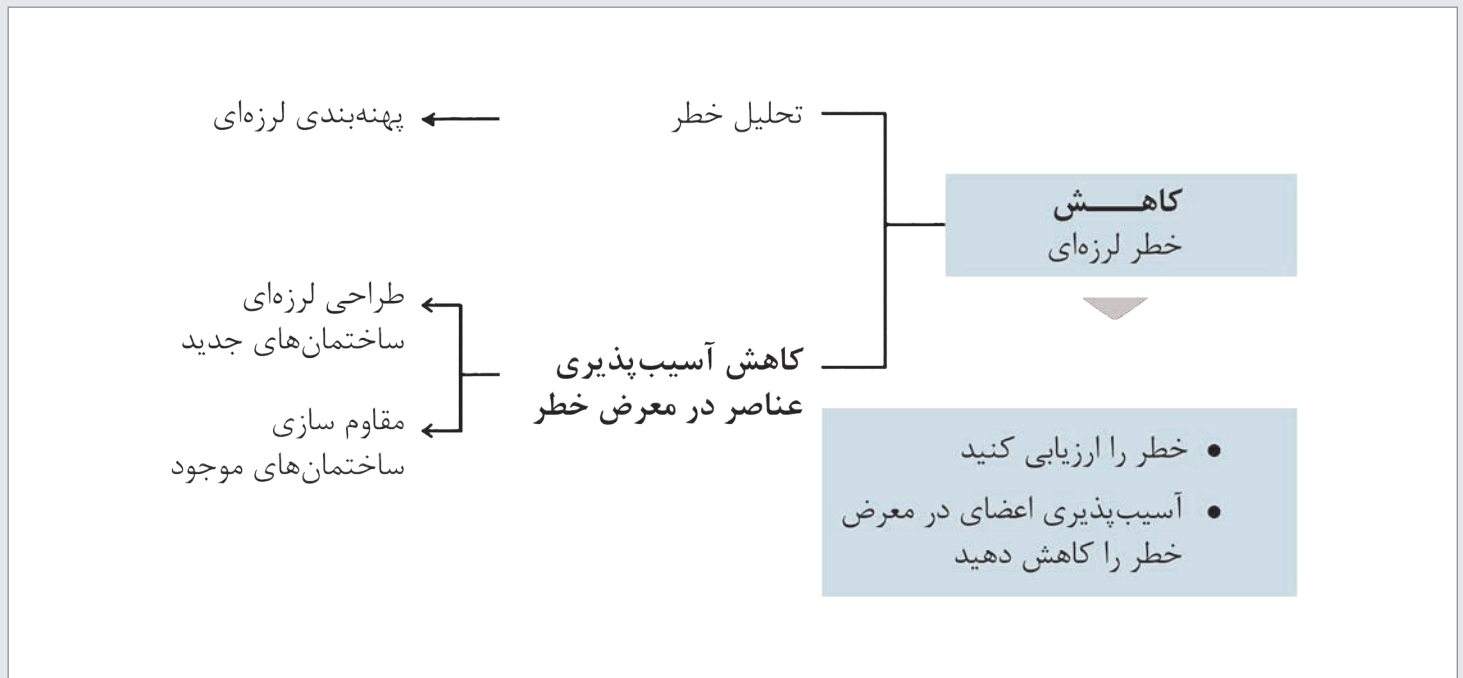 کاهـــــش
خطر لرزه‌ای
تحلیل خطر
پهنه‌بندی لرزه‌ای
کاهش آسیب‌پذیری
عناصر در معرض خطر
طراحی لرزه‌ای
ساختمان‌های جدید
مقاوم سازی
ساختمان‌های موجود
• خطر را ارزیابی کنید
• آسیب‌پذیری اعضای در معرض
خطر را کاهش دهید